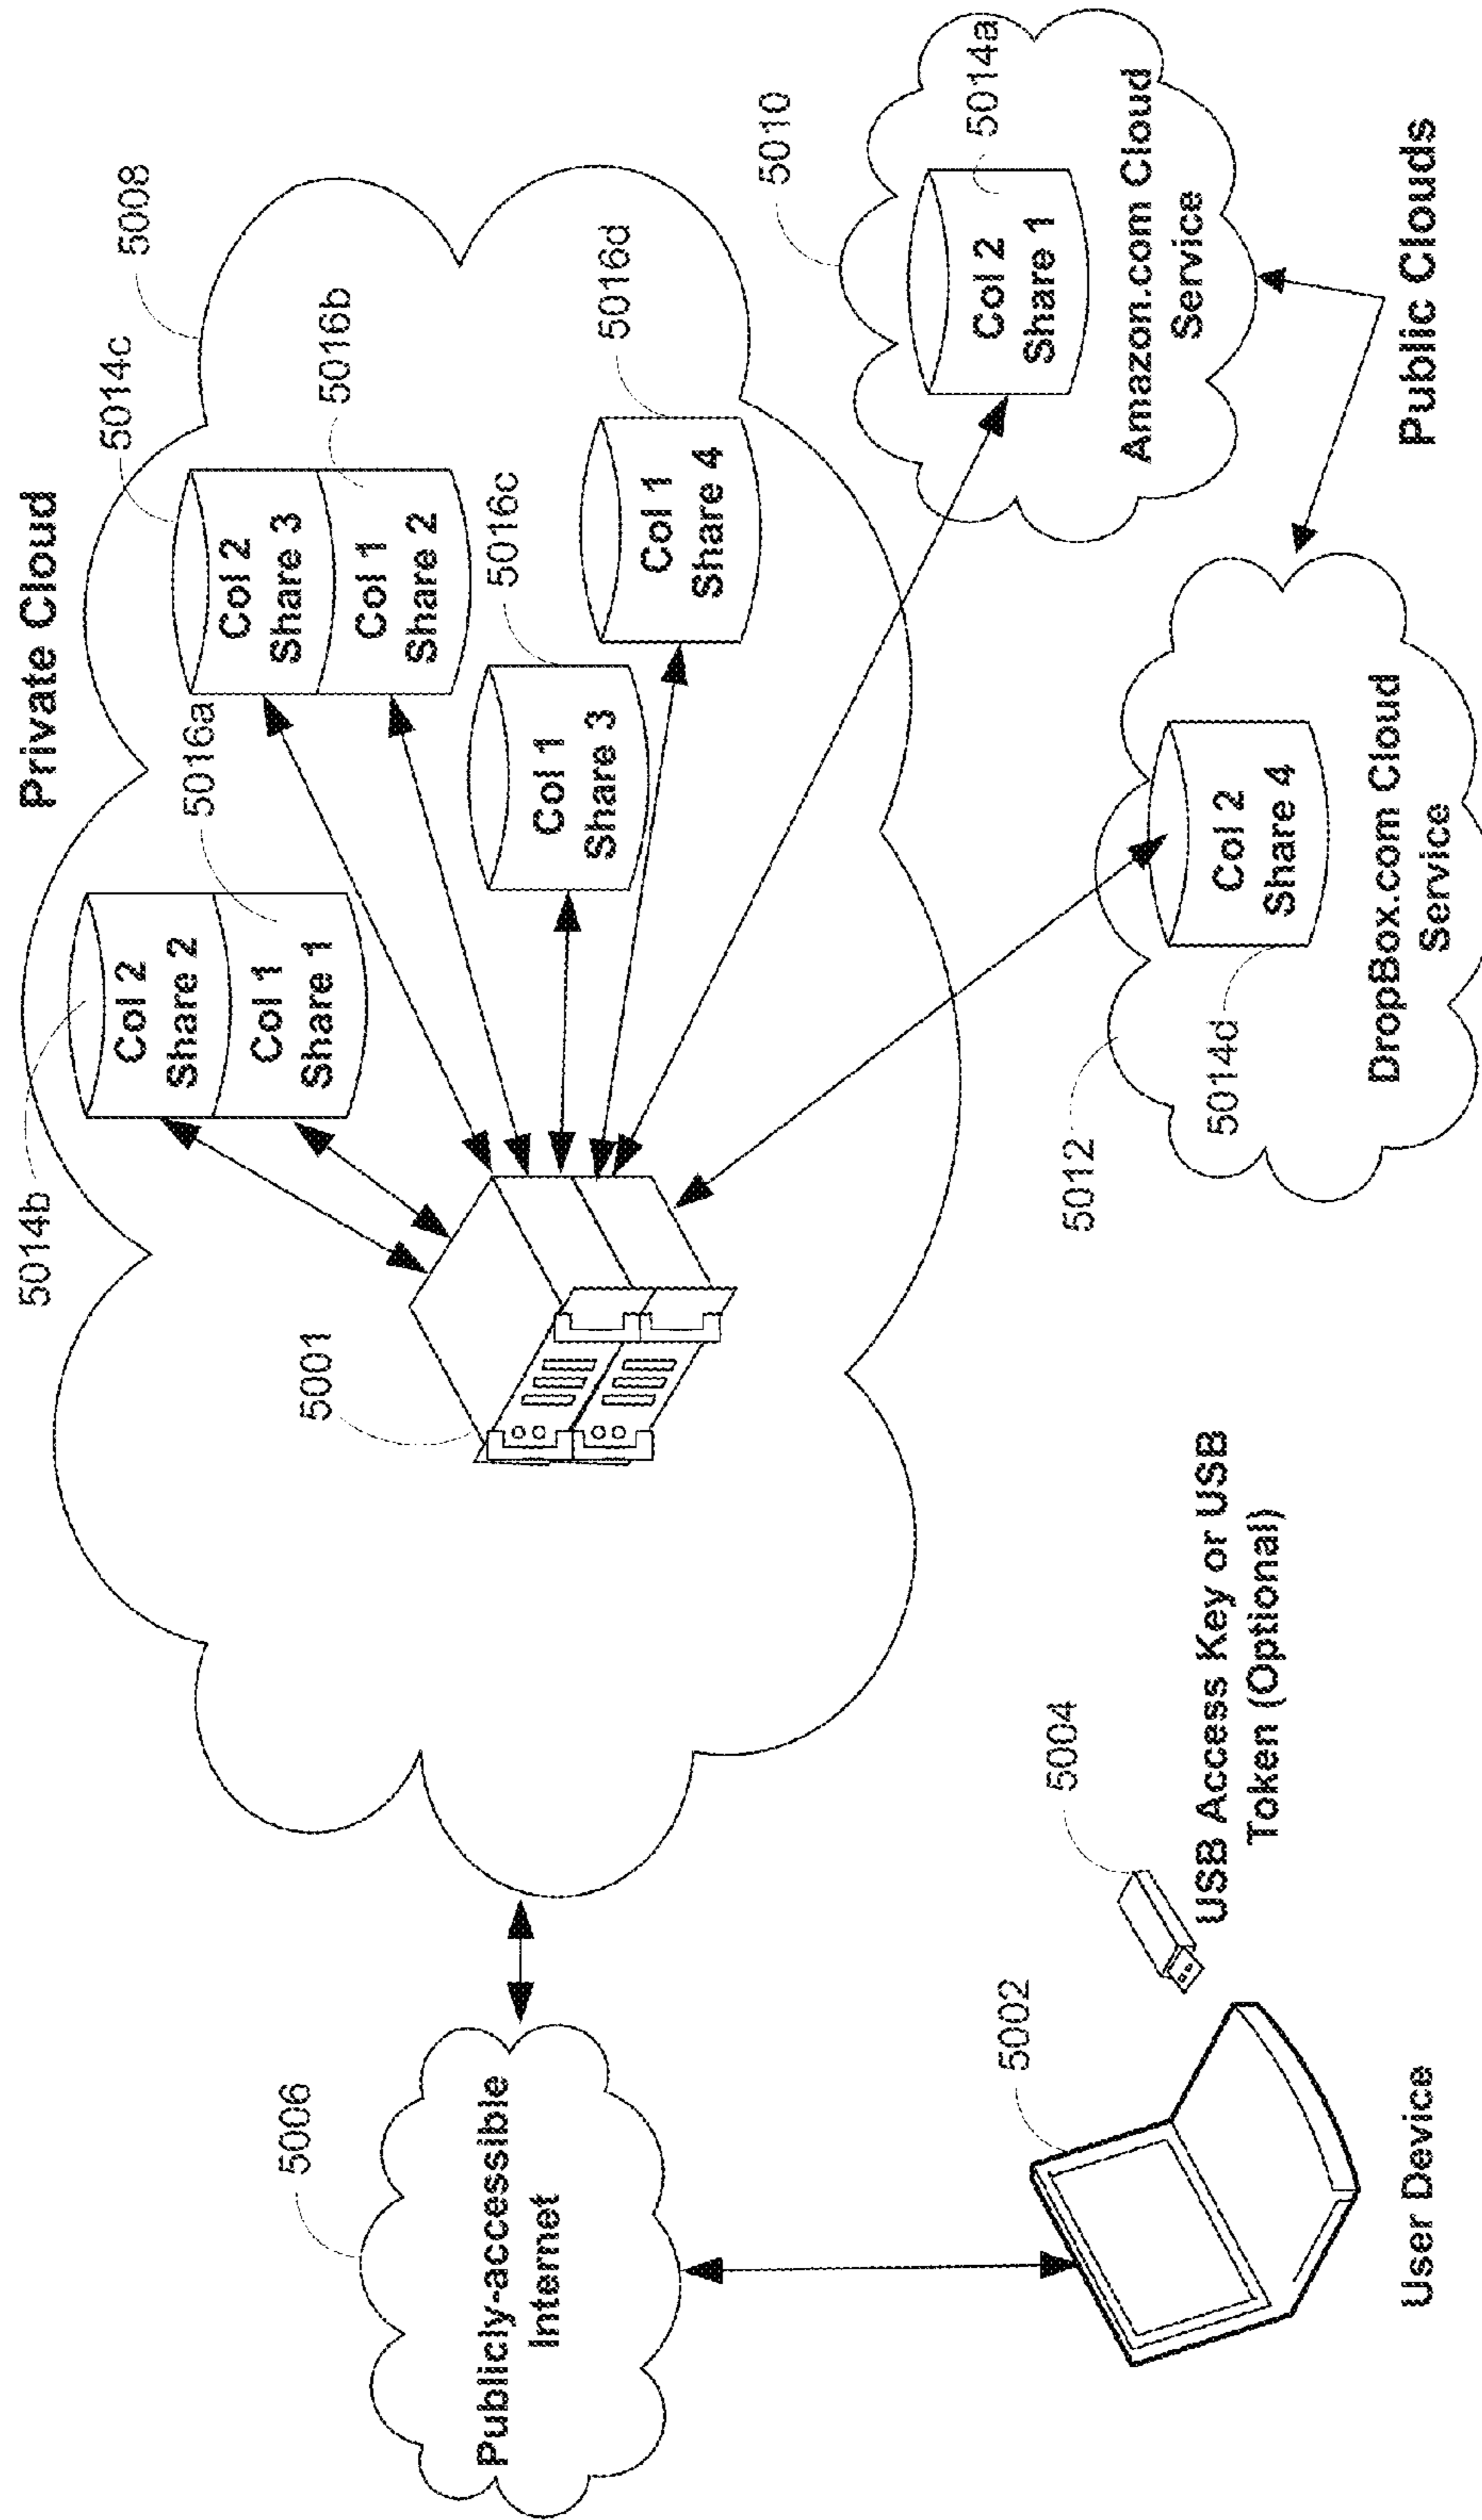 Private Cloud
5008
5014c
5016b
5014b
5016a
Col 2
Share 3
Col 1
Share 2
Col 2
Share 2
Col 1
Share 1
5016c
5016d
Col 1
Share 3
Col 1
Share 4
5001
5006
Publicly-accessible
Internet
5010
Col 2
Share 1
5014a
Amazon.com Cloud
Service
5012
Col 2
Share 4
5014d
DropBox.com Cloud
Service
Public Clouds
5002
5004
USB Access Key or USB
Token (Optional)
User Device